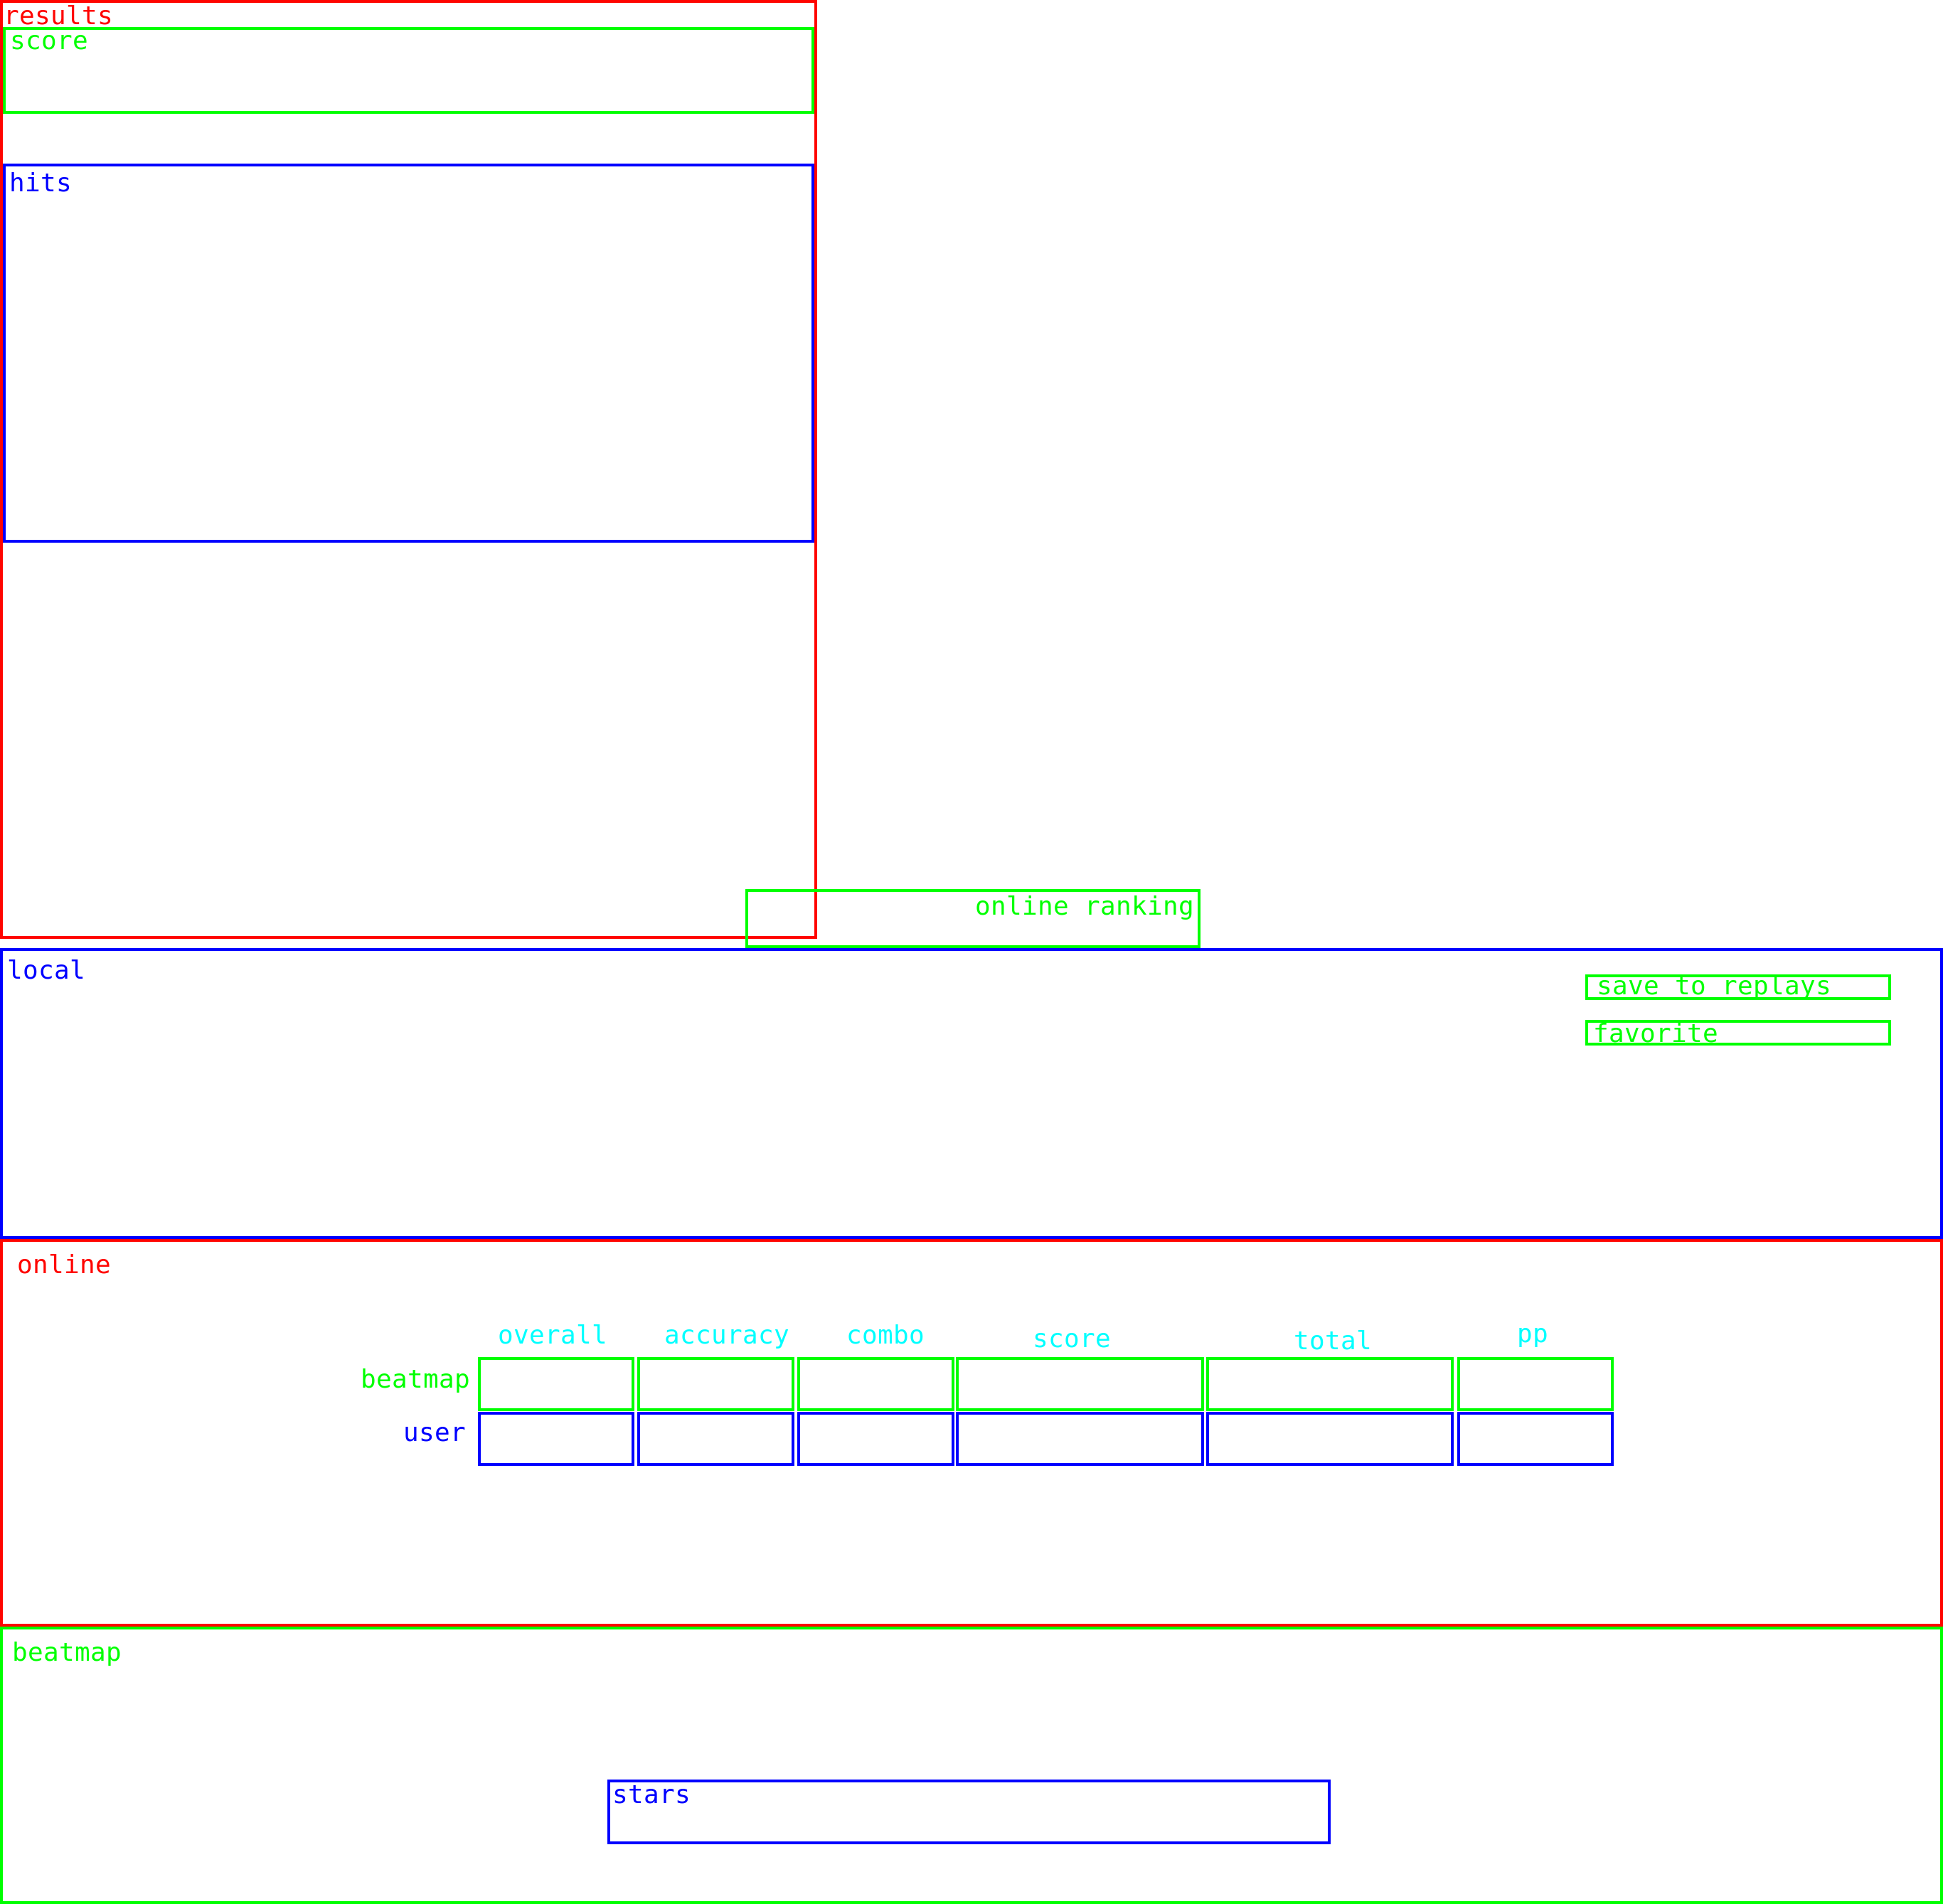 results
score
hits
online ranking
local
save to replays
favorite
online
overall accuracy combo score total pp
beatmap
user
beatmap
stars